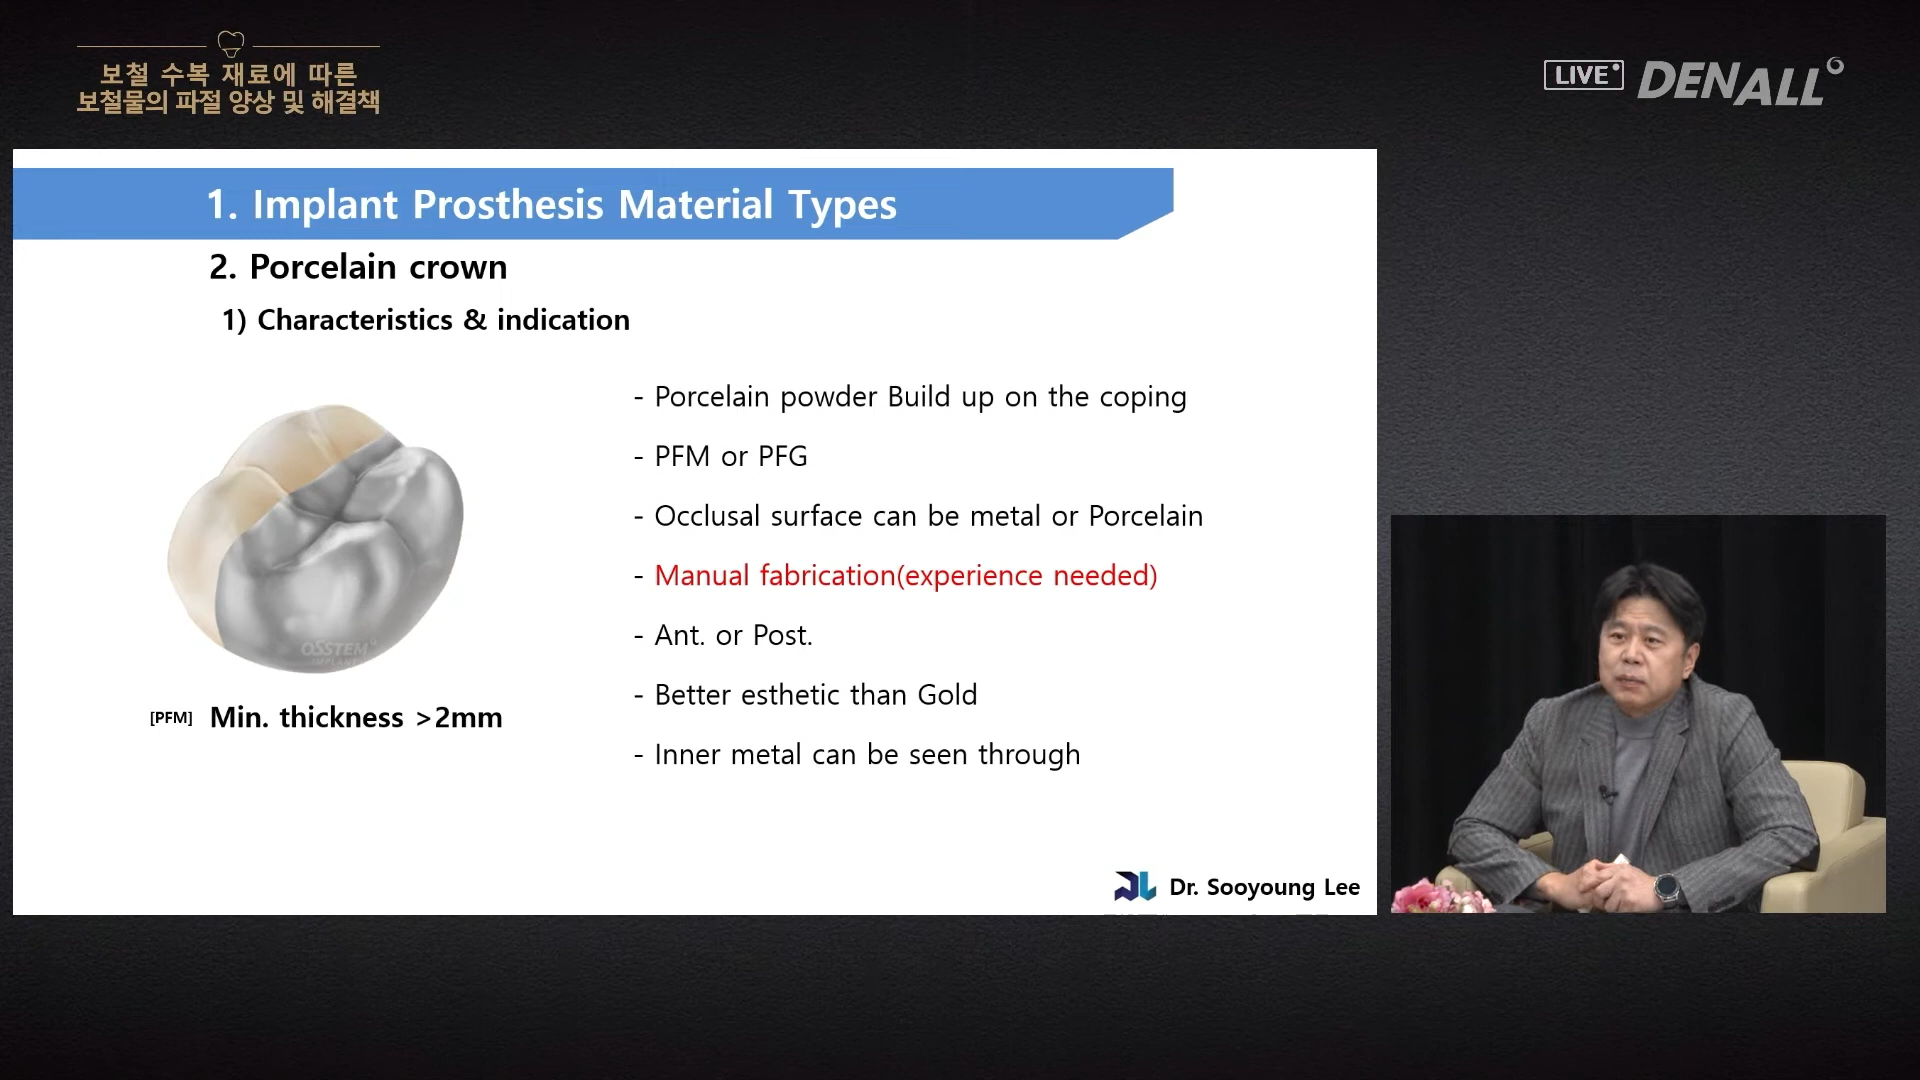 보철 수복 재료에 따른
보철물의 파절 양상 및 해결책
LIVE DENALL
1. Implant Prosthesis Material Types
2. Porcelain crown
1) Characteristics & indication
- Porcelain powder Build up on the coping
- PFM or PFG
- Occlusal surface can be metal or Porcelain
- Manual fabrication(experience needed)
- Ant. or Post.
- Better esthetic than Gold
- Inner metal can be seen through
OSSTEM
IMPLANT
[PFM] Min. thickness >2mm
Dr. Sooyoung Lee